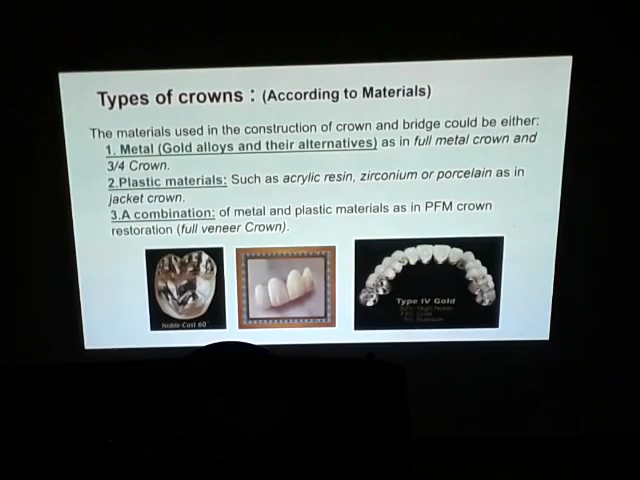 Types of crowns : (According to Materials)
The materials used in the construction of crown and bridge could be either:
1. Metal (Gold alloys and their alternatives) as in full metal crown and
3/4 Crown.
2.Plastic materials: Such as acrylic resin, zirconium or porcelain as in
jacket crown.
3.A combination: of metal and plastic materials as in PFM crown
restoration (full veneer Crown).
Noble-Cast 60
Type IV Gold